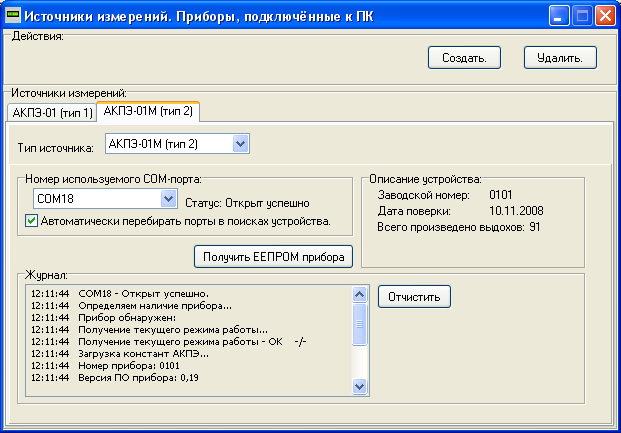 Источники измерений. Приборы, подключённые к ПК
Действия:
Создать.
Удалить.
Источники измерений:
АКПЭ-01 (тип 1)
АКПЭ-01М (тип 2)
Тип источника:
АКПЭ-01М (тип 2)
Номер используемого COM-порта:
COM18
Статус: Открыт успешно
Автоматически перебирать порты в поисках устройства.
Описание устройства:
Заводской номер: 0101
Дата поверки: 10.11.2008
Всего произведено выдохов: 91
Получить ЕЕПРОМ прибора
Журнал:
12:11:44 COM18 - Открыт успешно.
12:11:44 Определяем наличие прибора...
12:11:44 Прибор обнаружен:
12:11:44 Получение текущего режима работы...
12:11:44 Получение текущего режима работы - ОК -/-
12:11:44 Загрузка констант АКПЭ...
12:11:44 Номер прибора: 0101
12:11:44 Версия ПО прибора: 0,19
Отчистить